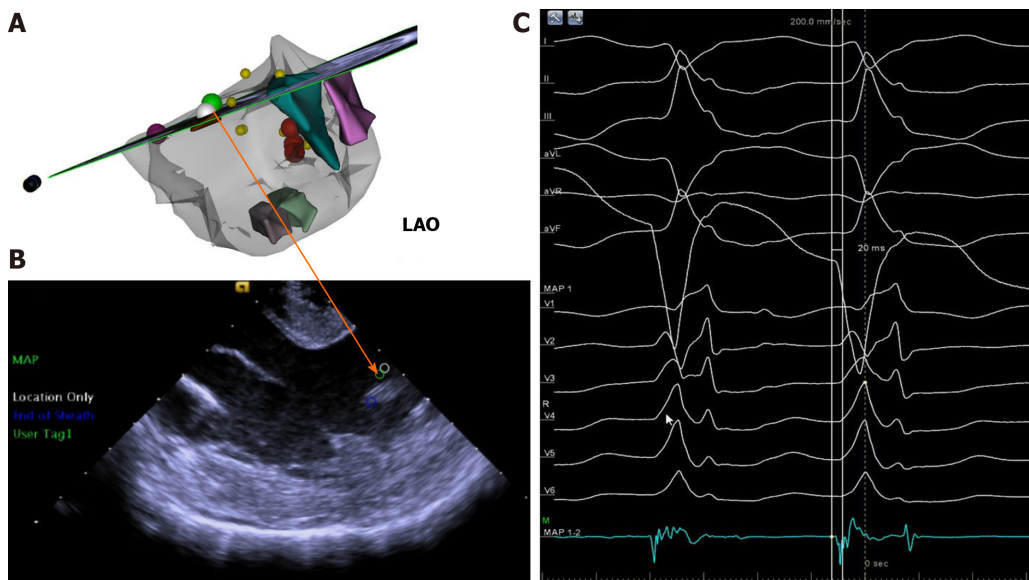 A
LAO
B
MAP
Location Only
End of Sheath
User Tag1
C
200.0 mm/sec
I
II
III
aVL
aVR
aVF
20 ms
MAP 1
V1
V2
V3
R
V4
V5
V6
M
MAP 1-2
0 sec